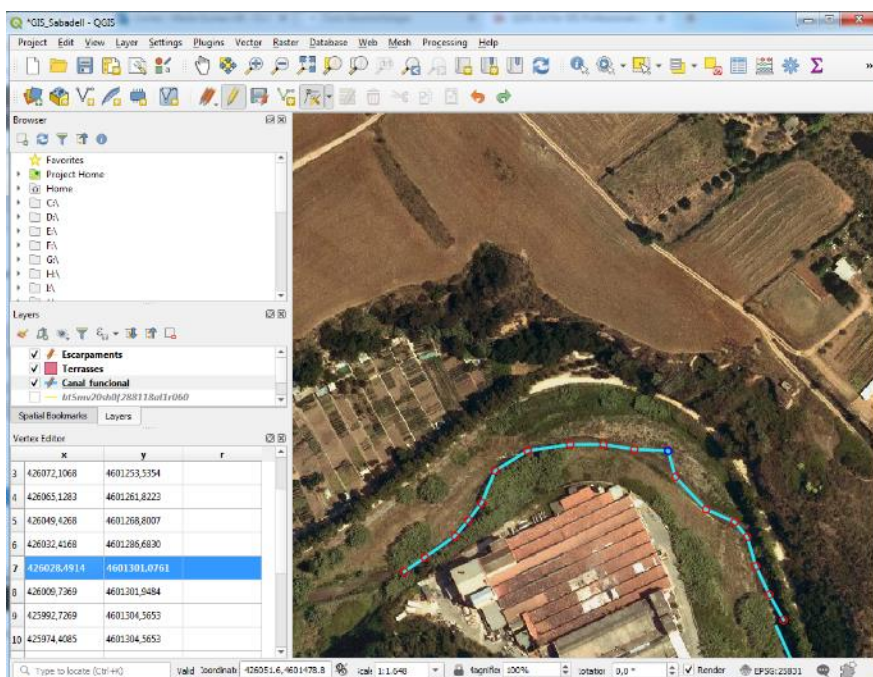 *GIS_Sabadell - QGIS
Project Edit View Layer Settings Plugins Vector Raster Database Web Mesh Processing Help
Browser
Favorites
Project Home
Home
C:\
D:\
E:\
F:\
G:\
H:\
I:\
Layers
Escarpaments
Terrasses
Canal funcional
Spatial Bookmarks Layers
Vertex Editor
x y r
3 426072,1068 4601253,5354
4 426065,1283 4601261,8223
5 426049,4268 4601268,8007
6 426032,4168 4601286,6830
7 426028,4914 4601301,0761
8 426009,7369 4601301,9484
9 425992,7269 4601304,5653
10 425974,4085 4601304,5653
Type to locate (Ctrl+K) 426051.6,4601478.8 1:1.648 100% 0,0 ° Render EPSG:25831